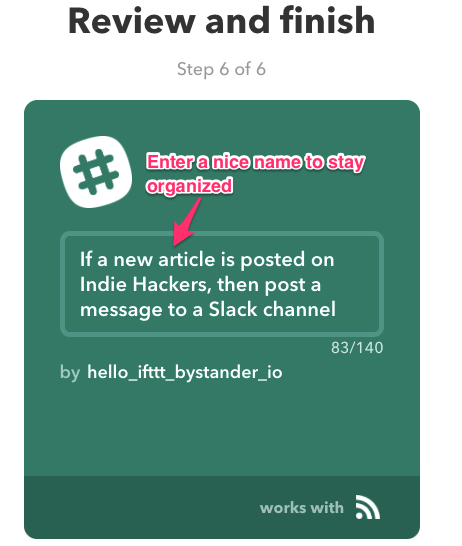 Review and finish
Step 6 of 6
Enter a nice name to stay
organized
If a new article is posted on
Indie Hackers, then post a
message to a Slack channel
83/140
by hello_ifttt_bystander_io
works with